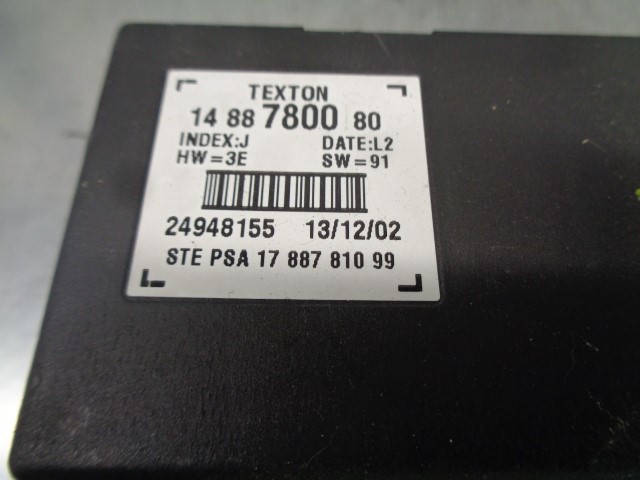 TEXTON
14 88 7800 80
INDEX:J DATE:L2
HW=3E SW=91
24948155 13/12/02
STE PSA 17 887 810 99